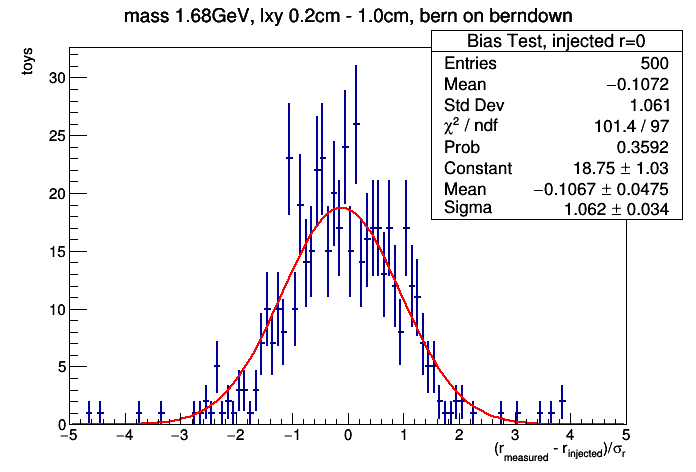 mass 1.68GeV, lxy 0.2cm - 1.0cm, bern on berndown
Bias Test, injected r=0
Entries 500
Mean −0.1072
Std Dev 1.061
χ² / ndf 101.4 / 97
Prob 0.3592
Constant 18.75 ± 1.03
Mean −0.1067 ± 0.0475
Sigma 1.062 ± 0.034
toys
30
25
20
15
10
5
0
−5 −4 −3 −2 −1 0 1 2 3 4 5
(r_measured - r_injected)/σ_r